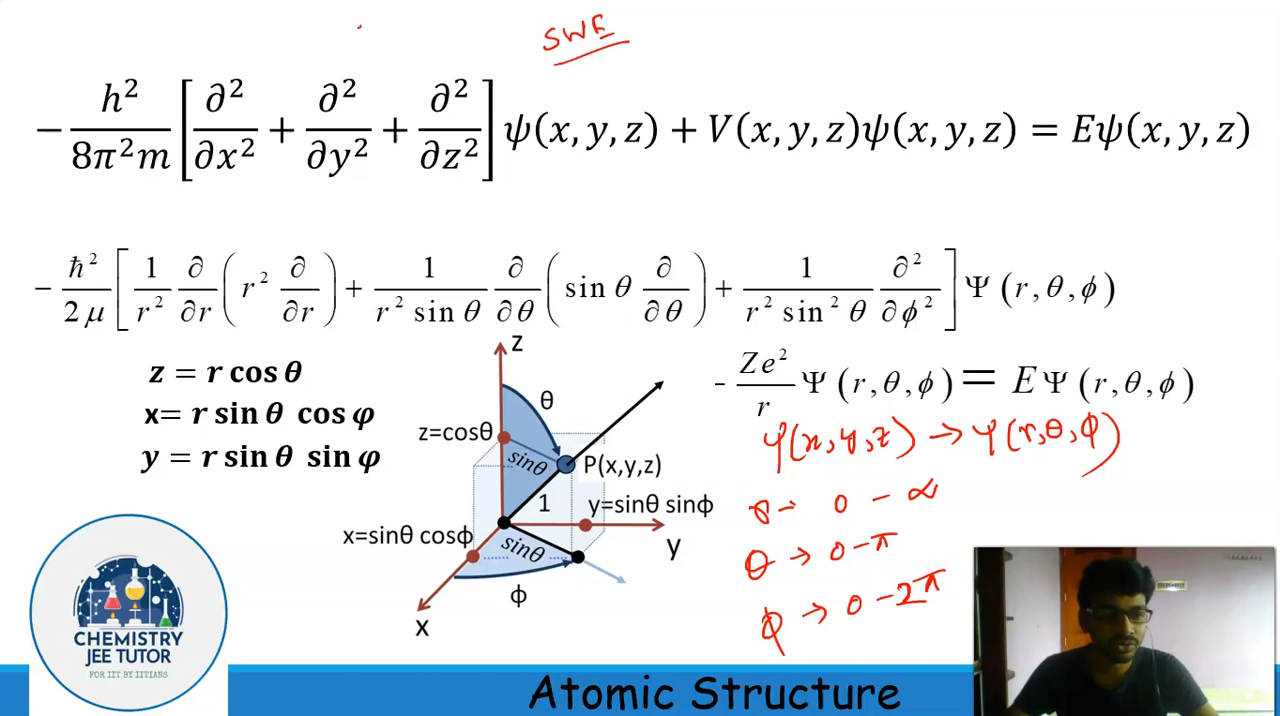 SWE
−h²/8π²m [∂²/∂x² + ∂²/∂y² + ∂²/∂z²] ψ(x, y, z) + V(x, y, z)ψ(x, y, z) = Eψ(x, y, z)
−ħ²/2μ [1/r² ∂/∂r (r² ∂/∂r) + 1/r² sin θ ∂/∂θ (sin θ ∂/∂θ) + 1/r² sin² θ ∂²/∂ϕ²] Ψ (r, θ, ϕ)
- Ze²/r Ψ (r, θ, ϕ) = E Ψ (r, θ, ϕ)
z = r cos θ
x= r sin θ cos φ
y = r sin θ sin φ
z
θ
z=cosθ
sinθ
P(x,y,z)
1
y=sinθ sinϕ
x=sinθ cosϕ
sinθ
y
ϕ
x
ψ(x, y, z) → ψ(r, θ, ϕ)
0 - α
θ → 0 - π
ϕ → 0 - 2π
CHEMISTRY
JEE TUTOR
FOR IIT BY IITIANS
Atomic Structure